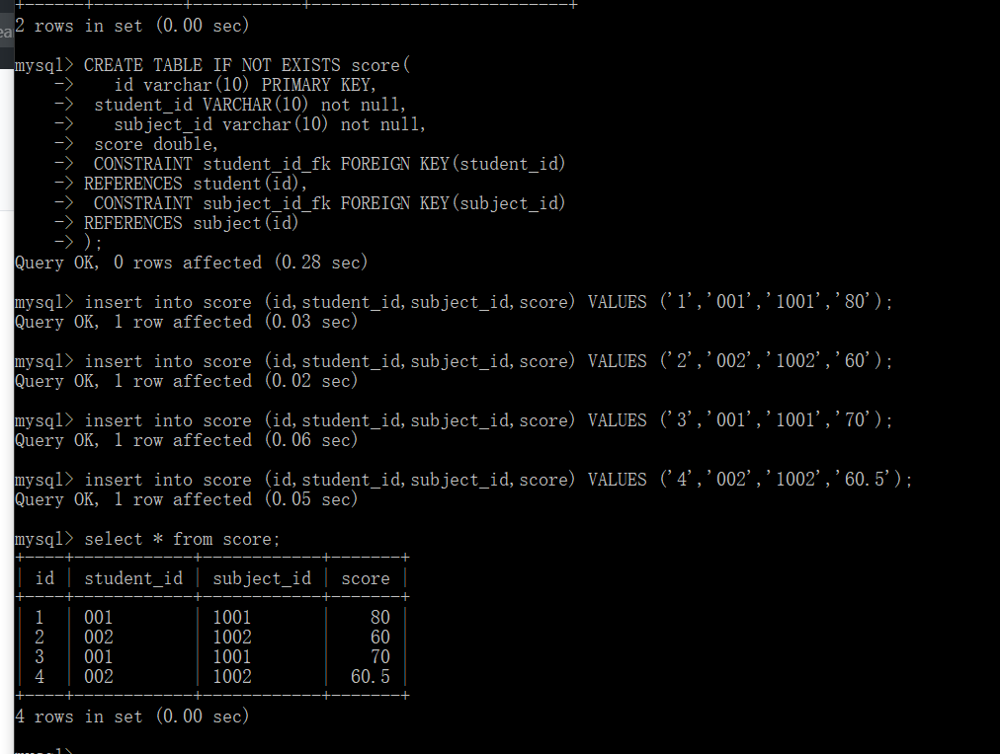 +------+---------+-----------+--------------------------+
2 rows in set (0.00 sec)
mysql> CREATE TABLE IF NOT EXISTS score(
    ->    id varchar(10) PRIMARY KEY,
    ->  student_id VARCHAR(10) not null,
    ->    subject_id varchar(10) not null,
    ->  score double,
    ->  CONSTRAINT student_id_fk FOREIGN KEY(student_id)
    -> REFERENCES student(id),
    ->  CONSTRAINT subject_id_fk FOREIGN KEY(subject_id)
    -> REFERENCES subject(id)
    -> );
Query OK, 0 rows affected (0.28 sec)
mysql> insert into score (id,student_id,subject_id,score) VALUES ('1','001','1001','80');
Query OK, 1 row affected (0.03 sec)
mysql> insert into score (id,student_id,subject_id,score) VALUES ('2','002','1002','60');
Query OK, 1 row affected (0.02 sec)
mysql> insert into score (id,student_id,subject_id,score) VALUES ('3','001','1001','70');
Query OK, 1 row affected (0.06 sec)
mysql> insert into score (id,student_id,subject_id,score) VALUES ('4','002','1002','60.5');
Query OK, 1 row affected (0.05 sec)
mysql> select * from score;
+----+------------+------------+-------+
| id | student_id | subject_id | score |
+----+------------+------------+-------+
| 1  | 001        | 1001       |    80 |
| 2  | 002        | 1002       |    60 |
| 3  | 001        | 1001       |    70 |
| 4  | 002        | 1002       |  60.5 |
+----+------------+------------+-------+
4 rows in set (0.00 sec)
mysql>